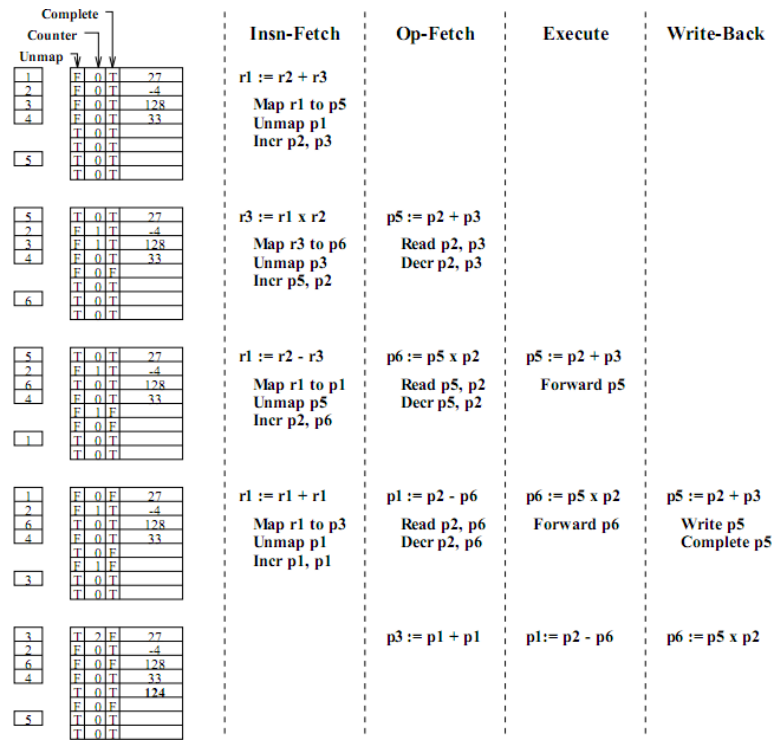 Complete
Counter
Unmap
Insn-Fetch Op-Fetch Execute Write-Back
1 F 0 T 27 r1 := r2 + r3
2 F 0 T -4
3 F 0 T 128 Map r1 to p5
4 F 0 T 33 Unmap p1
T 0 T Incr p2, p3
T 0 T
5 T 0 T
T 0 T
5 T 0 T 27 r3 := r1 x r2 p5 := p2 + p3
2 F 1 T -4
3 F 1 T 128 Map r3 to p6 Read p2, p3
4 F 0 T 33 Unmap p3 Decr p2, p3
F 0 F Incr p5, p2
T 0 T
6 T 0 T
T 0 T
5 T 0 T 27 r1 := r2 - r3 p6 := p5 x p2 p5 := p2 + p3
2 F 1 T -4
6 T 0 T 128 Map r1 to p1 Read p5, p2 Forward p5
4 F 0 T 33 Unmap p5 Decr p5, p2
F 1 F Incr p2, p6
F 0 F
1 T 0 T
T 0 T
1 F 0 F 27 r1 := r1 + r1 p1 := p2 - p6 p6 := p5 x p2 p5 := p2 + p3
2 F 1 T -4
6 T 0 T 128 Map r1 to p3 Read p2, p6 Forward p6 Write p5
4 F 0 T 33 Unmap p1 Decr p2, p6 Complete p5
T 0 F Incr p1, p1
F 1 F
3 T 0 T
T 0 T
3 T 2 F 27 p3 := p1 + p1 p1:= p2 - p6 p6 := p5 x p2
2 F 0 T -4
6 F 0 F 128
4 F 0 T 33
T 0 T 124
F 0 F
5 T 0 T
T 0 T